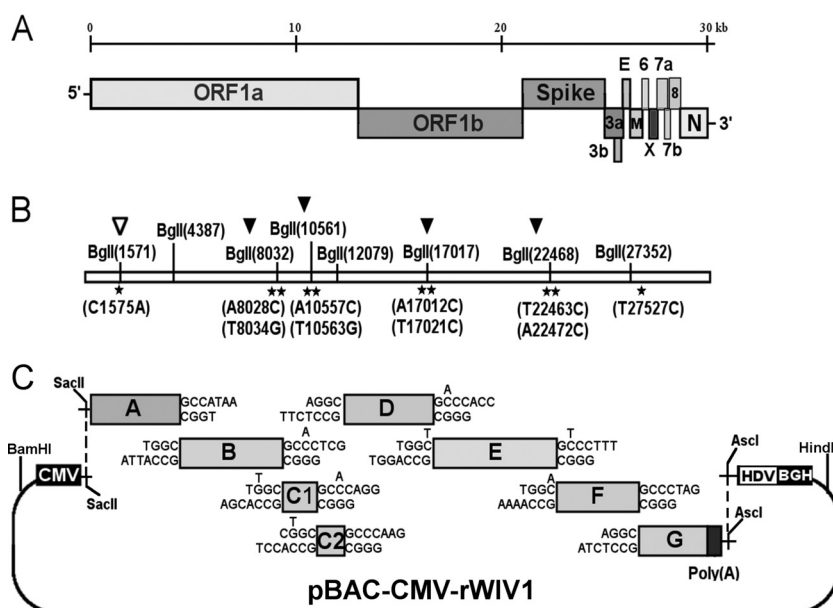 A
0 10 20 30 kb
E 6 7a
5' ORF1a Spike 8
ORF1b 3a M N 3'
3b X 7b
B
BglI(10561)
BglI(4387)
BglI(1571) BglI(8032) BglI(12079) BglI(17017) BglI(22468) BglI(27352)
(C1575A) (A8028C) (A10557C) (A17012C) (T22463C) (T27527C)
(T8034G) (T10563G) (T17021C) (A22472C)
C
SacII A GCCATAA AGGC D A GCCCACC
CGGT TTCTCCG CGGG
BamHI TGGC B A GCCCTCG T TGGC E T GCCCTTT AscI HindI
ATTACCG CGGG TGGACCG CGGG
CMV SacII T TGGC C1 A GCCCAGG A TGGC F GCCCTAG HDV BGH
AGCACCG CGGG AAAACCG CGGG AscI
T CGGC C2 GCCCAAG AGGC G
TCCACCG CGGG ATCTCCG
Poly(A)
pBAC-CMV-rWIV1